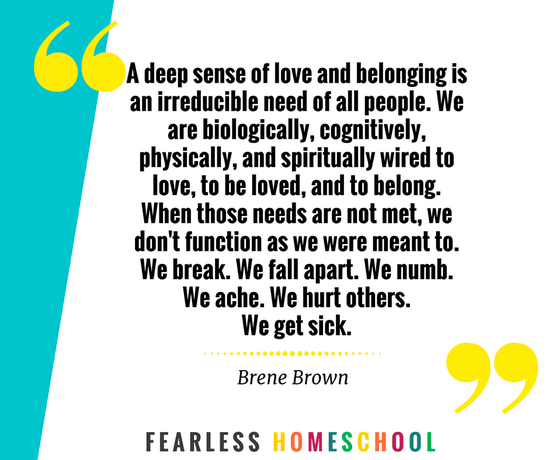 A deep sense of love and belonging is
an irreducible need of all people. We
are biologically, cognitively,
physically, and spiritually wired to
love, to be loved, and to belong.
When those needs are not met, we
don't function as we were meant to.
We break. We fall apart. We numb.
We ache. We hurt others.
We get sick.
Brene Brown
FEARLESS HOMESCHOOL